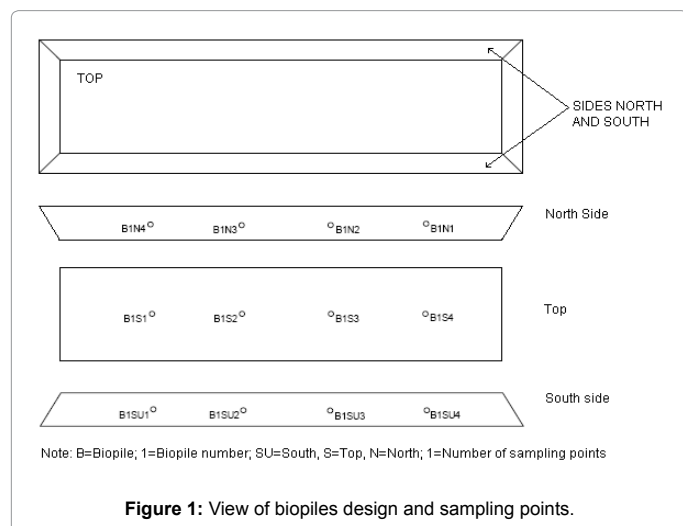 TOP
SIDES NORTH
AND SOUTH
North Side
B1N4 B1N3 B1N2 B1N1
Top
B1S1 B1S2 B1S3 B1S4
South side
B1SU1 B1SU2 B1SU3 B1SU4
Note: B=Biopile; 1=Biopile number; SU=South, S=Top, N=North; 1=Number of sampling points
Figure 1: View of biopiles design and sampling points.